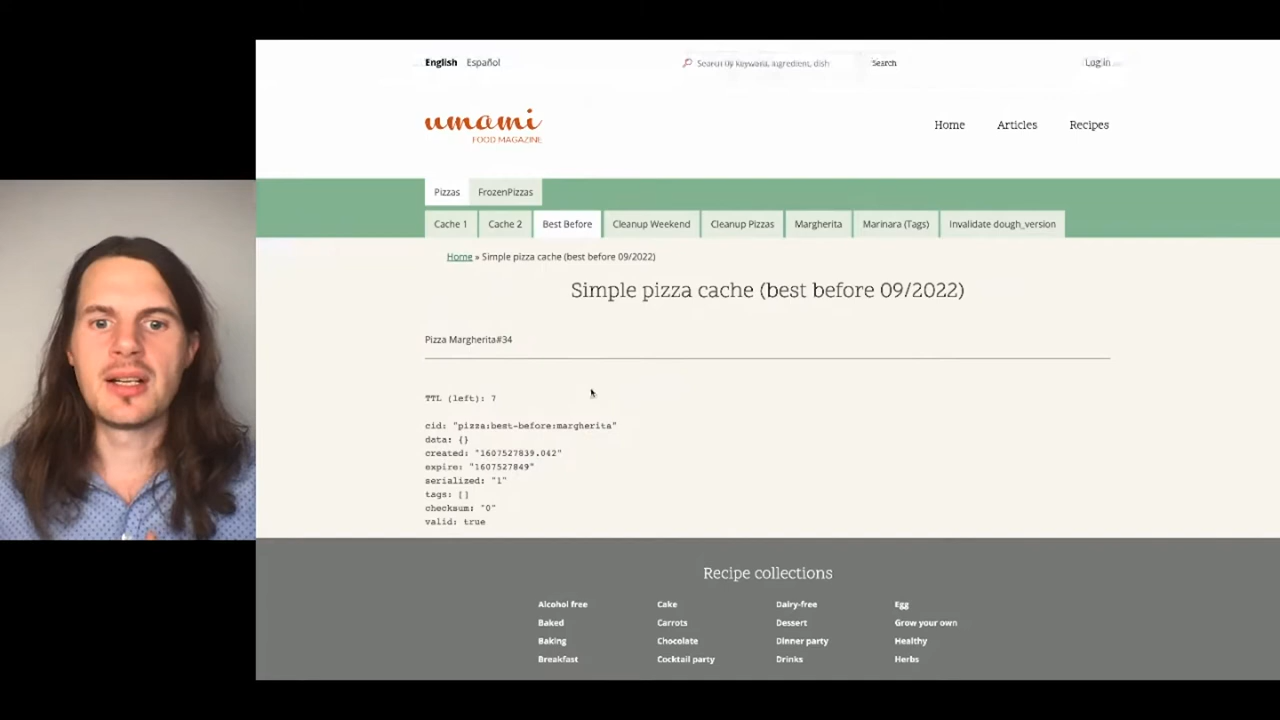 English Español
Search by keyword, ingredient, dish
Search
Log in
umami
FOOD MAGAZINE
Home Articles Recipes
Pizzas FrozenPizzas
Cache 1 Cache 2 Best Before Cleanup Weekend Cleanup Pizzas Margherita Marinara (Tags) Invalidate dough_version
Home » Simple pizza cache (best before 09/2022)
Simple pizza cache (best before 09/2022)
Pizza Margherita#34
TTL (left): 7
cid: "pizza:best-before:margherita"
data: {}
created: "1607527839.042"
expire: "1607527849"
serialized: "1"
tags: []
checksum: "0"
valid: true
Recipe collections
Alcohol free Cake Dairy-free Egg
Baked Carrots Dessert Grow your own
Baking Chocolate Dinner party Healthy
Breakfast Cocktail party Drinks Herbs